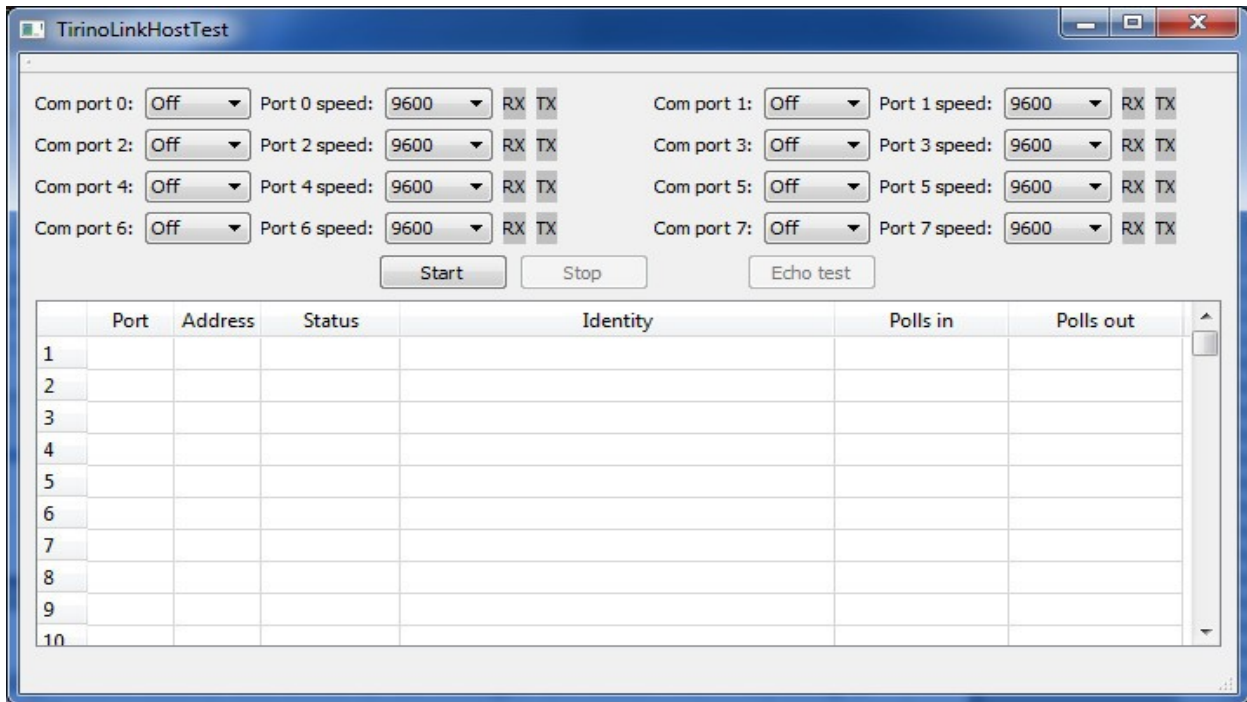 TirinoLinkHostTest
Com port 0: Off Port 0 speed: 9600 RX TX Com port 1: Off Port 1 speed: 9600 RX TX
Com port 2: Off Port 2 speed: 9600 RX TX Com port 3: Off Port 3 speed: 9600 RX TX
Com port 4: Off Port 4 speed: 9600 RX TX Com port 5: Off Port 5 speed: 9600 RX TX
Com port 6: Off Port 6 speed: 9600 RX TX Com port 7: Off Port 7 speed: 9600 RX TX
Start Stop Echo test
Port Address Status Identity Polls in Polls out
1
2
3
4
5
6
7
8
9
10